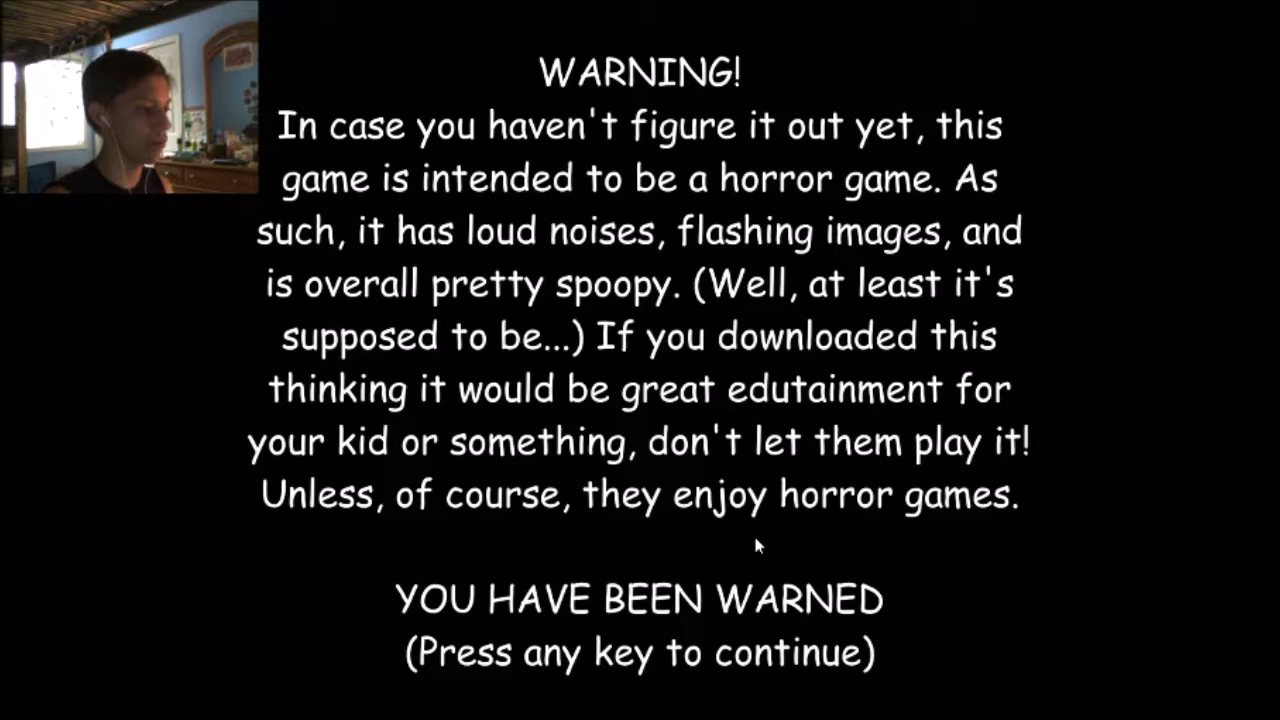 WARNING!
In case you haven't figure it out yet, this
game is intended to be a horror game. As
such, it has loud noises, flashing images, and
is overall pretty spoopy. (Well, at least it's
supposed to be...) If you downloaded this
thinking it would be great edutainment for
your kid or something, don't let them play it!
Unless, of course, they enjoy horror games.
YOU HAVE BEEN WARNED
(Press any key to continue)